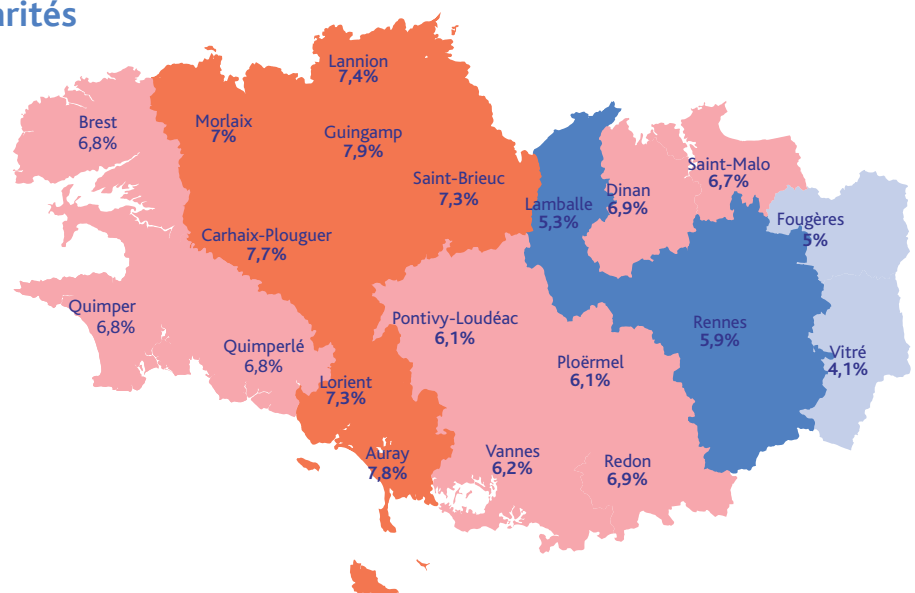 Lannion
7,4%
Brest
6,8%
Morlaix
7%
Guingamp
7,9%
Saint-Brieuc
7,3%
Saint-Malo
6,7%
Dinan
6,9%
Lamballe
5,3%
Fougères
5%
Carhaix-Plouguer
7,7%
Quimper
6,8%
Pontivy-Loudéac
6,1%
Rennes
5,9%
Quimperlé
6,8%
Ploërmel
6,1%
Vitré
4,1%
Lorient
7,3%
Auray
7,8%
Vannes
6,2%
Redon
6,9%